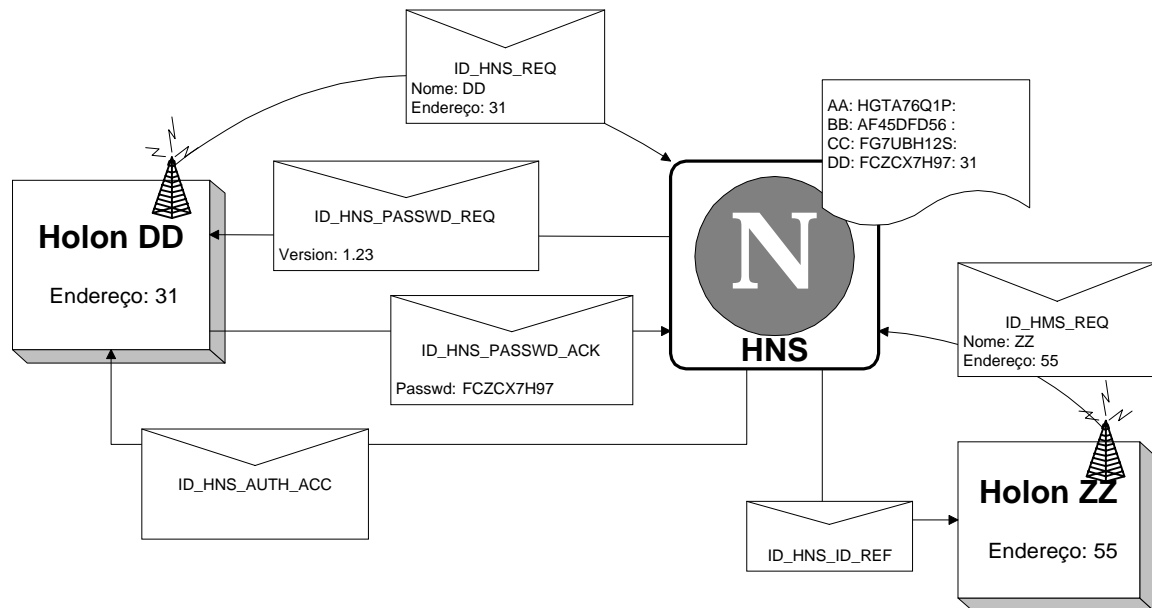 ID_HNS_REQ
Nome: DD
Endereço: 31
AA: HGTA76Q1P:
BB: AF45DFD56 :
CC: FG7UBH12S:
DD: FCZCX7H97: 31
Holon DD
Endereço: 31
ID_HNS_PASSWD_REQ
Version: 1.23
N
HNS
ID_HMS_REQ
Nome: ZZ
Endereço: 55
ID_HNS_PASSWD_ACK
Passwd: FCZCX7H97
ID_HNS_AUTH_ACC
ID_HNS_ID_REF
Holon ZZ
Endereço: 55